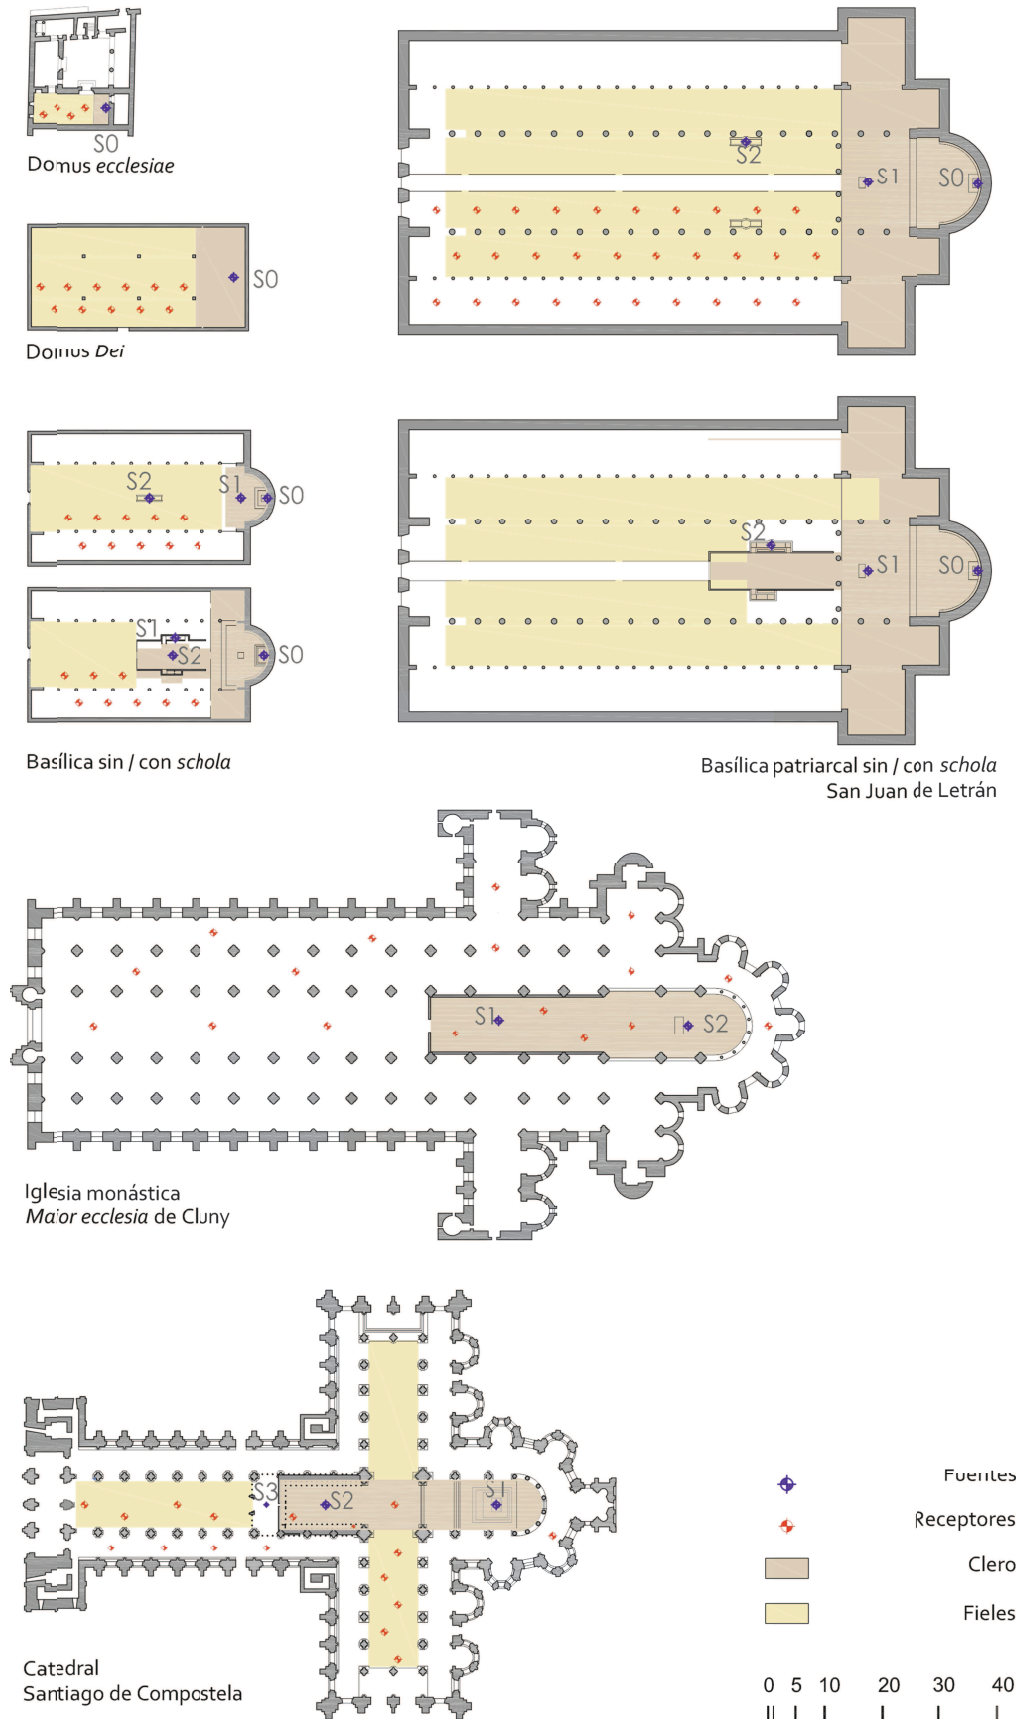 S0
Domus ecclesiae
S0
Domus Dei
S2
S1
S0
S1
S2
S0
Basílica sin / con schola
S2
S1
S0
S2
S1
S0
Basílica patriarcal sin / con schola
San Juan de Letrán
S1
S2
Iglesia monástica
Maior ecclesia de Cluny
S3
S2
S1
Catedral
Santiago de Compostela
Fuentes
Receptores
Clero
Fieles
0 5 10 20 30 40